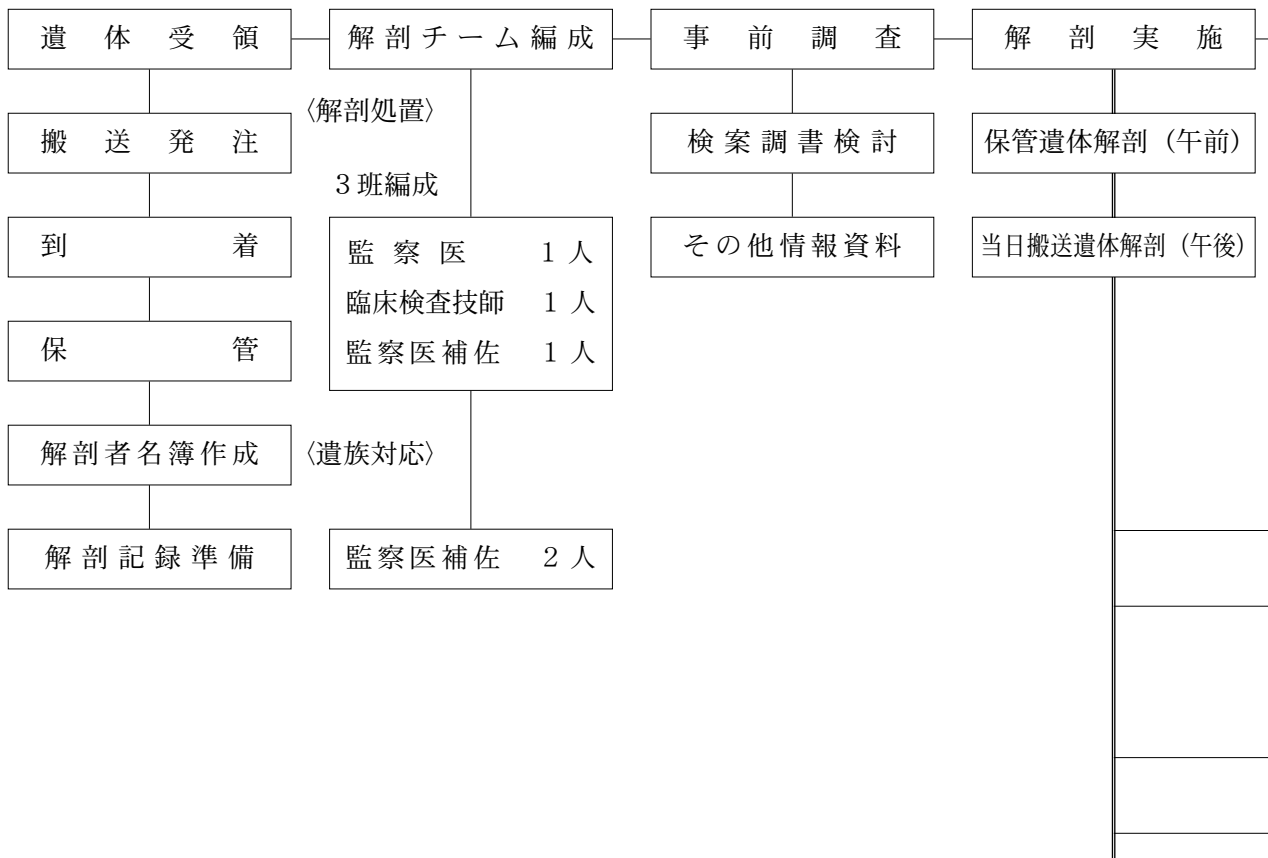 遺体受領
解剖チーム編成
事前調査
解剖実施
搬送発注
到着
保管
解剖者名簿作成
解剖記録準備
〈解剖処置〉
3班編成
監察医 1人
臨床検査技師 1人
監察医補佐 1人
〈遺族対応〉
監察医補佐 2人
検案調書検討
その他情報資料
保管遺体解剖（午前）
当日搬送遺体解剖（午後）